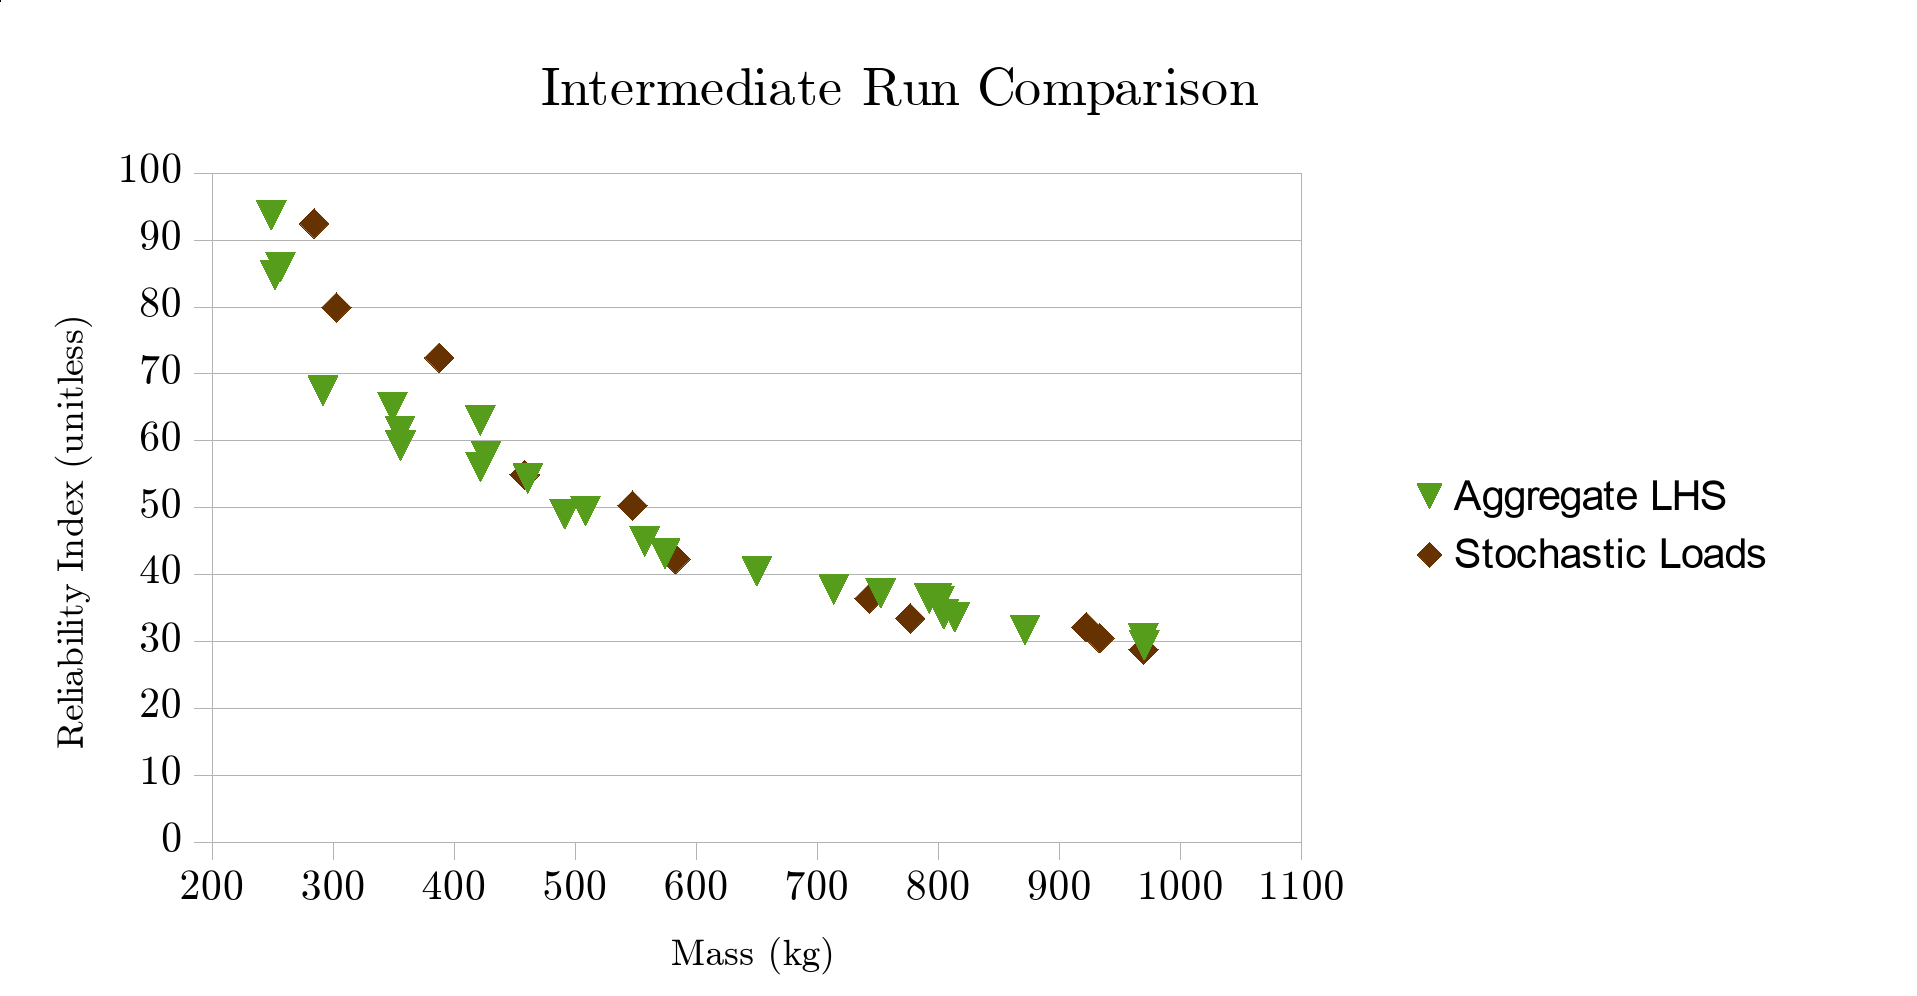 Intermediate Run Comparison
100
90
80
70
60
50
40
30
20
10
0
Reliability Index (unitless)
200 300 400 500 600 700 800 900 1000 1100
Mass (kg)
Aggregate LHS
Stochastic Loads